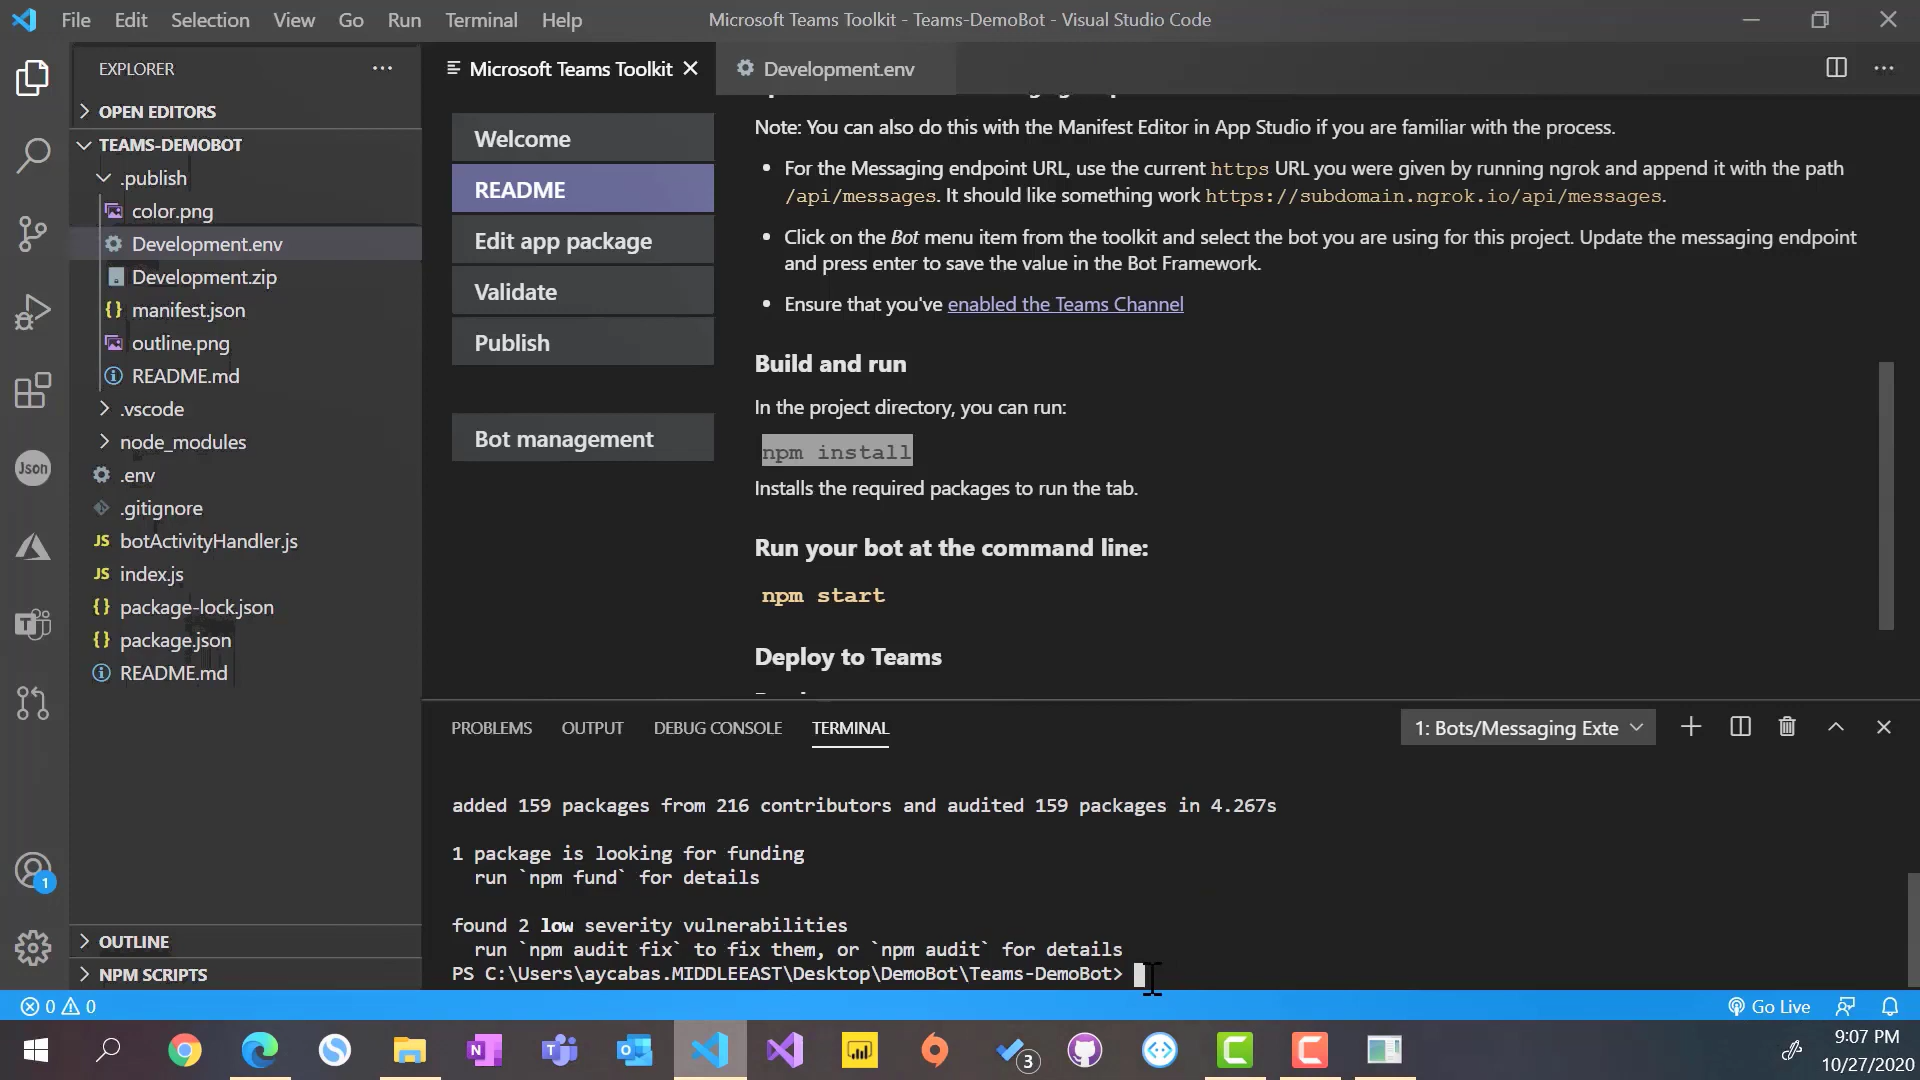 File Edit Selection View Go Run Terminal Help
Microsoft Teams Toolkit - Teams-DemoBot - Visual Studio Code
EXPLORER
OPEN EDITORS
TEAMS-DEMOBOT
.publish
color.png
Development.env
Development.zip
manifest.json
outline.png
README.md
.vscode
node_modules
.env
.gitignore
JS botActivityHandler.js
JS index.js
{} package-lock.json
{} package.json
README.md
OUTLINE
NPM SCRIPTS
Json
1
Microsoft Teams Toolkit
Development.env
Welcome
README
Edit app package
Validate
Publish
Bot management
Note: You can also do this with the Manifest Editor in App Studio if you are familiar with the process.
• For the Messaging endpoint URL, use the current https URL you were given by running ngrok and append it with the path
/api/messages. It should like something work https://subdomain.ngrok.io/api/messages.
• Click on the Bot menu item from the toolkit and select the bot you are using for this project. Update the messaging endpoint
and press enter to save the value in the Bot Framework.
• Ensure that you've enabled the Teams Channel
Build and run
In the project directory, you can run:
npm install
Installs the required packages to run the tab.
Run your bot at the command line:
npm start
Deploy to Teams
PROBLEMS OUTPUT DEBUG CONSOLE TERMINAL
1: Bots/Messaging Exte
added 159 packages from 216 contributors and audited 159 packages in 4.267s
1 package is looking for funding
run `npm fund` for details
found 2 low severity vulnerabilities
run `npm audit fix` to fix them, or `npm audit` for details
PS C:\Users\aycabas.MIDDLEEAST\Desktop\DemoBot\Teams-DemoBot>
0 0
Go Live
3
9:07 PM
10/27/2020